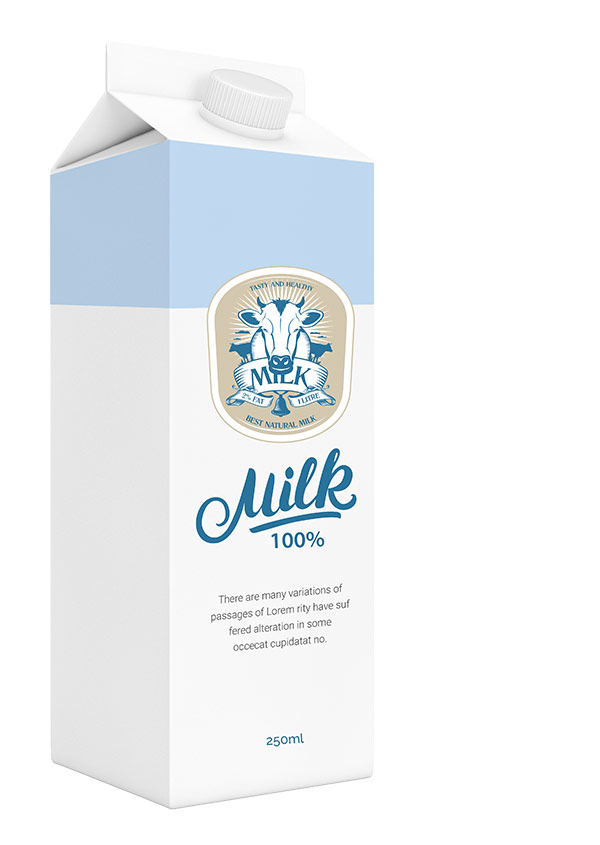 TASTY AND HEALTHY
MILK
2% FAT 1 LITRE
BEST NATURAL MILK
Milk
100%
There are many variations of
passages of Lorem rity have suf
fered alteration in some
occecat cupidatat no.
250ml